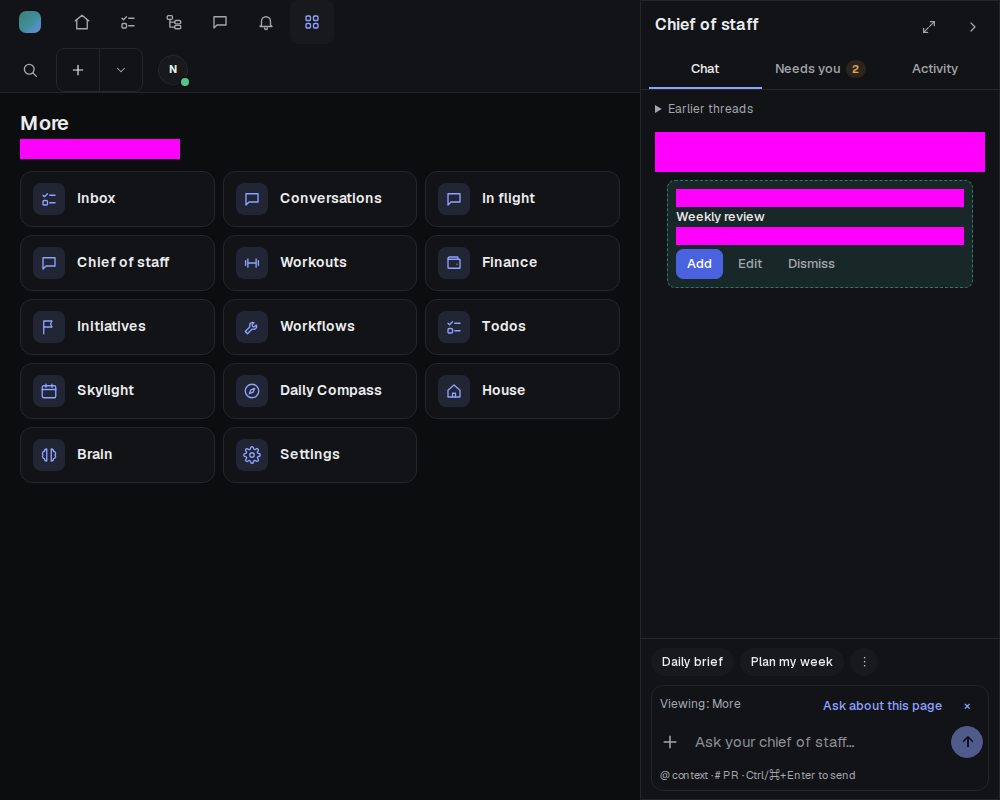 N
More
Inbox
Conversations
In flight
Chief of staff
Workouts
Finance
Initiatives
Workflows
Todos
Skylight
Daily Compass
House
Brain
Settings
Chief of staff
Chat
Needs you 2
Activity
Earlier threads
Weekly review
Add
Edit
Dismiss
Daily brief
Plan my week
Viewing: More
Ask about this page
×
Ask your chief of staff…
@ context · # PR · Ctrl/⌘+Enter to send